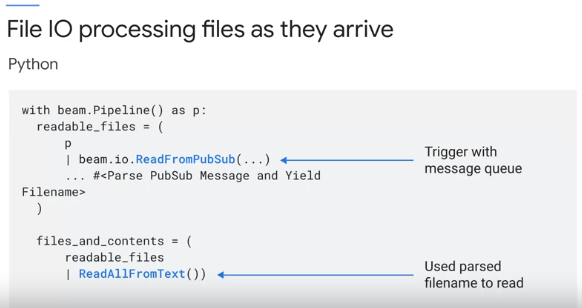 File IO processing files as they arrive
Python
with beam.Pipeline() as p:
readable_files = (
p
| beam.io.ReadFromPubSub(...)
... #<Parse PubSub Message and Yield
Filename>
)
Trigger with
message queue
files_and_contents = (
readable_files
| ReadAllFromText())
Used parsed
filename to read